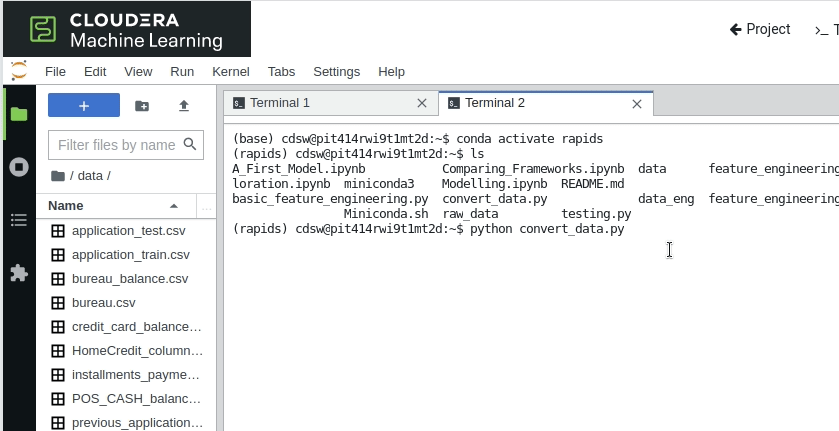 CLOUDERA
Machine Learning
Project
File Edit View Run Kernel Tabs Settings Help
Terminal 1
Terminal 2
Filter files by name
/ data /
Name
application_test.csv
application_train.csv
bureau_balance.csv
bureau.csv
credit_card_balance…
HomeCredit_column…
installments_payme…
POS_CASH_balanc…
previous_application…
(base) cdsw@pit414rwi9t1mt2d:~$ conda activate rapids
(rapids) cdsw@pit414rwi9t1mt2d:~$ ls
A_First_Model.ipynb Comparing_Frameworks.ipynb data feature_engineering
loration.ipynb miniconda3 Modelling.ipynb README.md
basic_feature_engineering.py convert_data.py data_eng feature_engineering
Miniconda.sh raw_data testing.py
(rapids) cdsw@pit414rwi9t1mt2d:~$ python convert_data.py